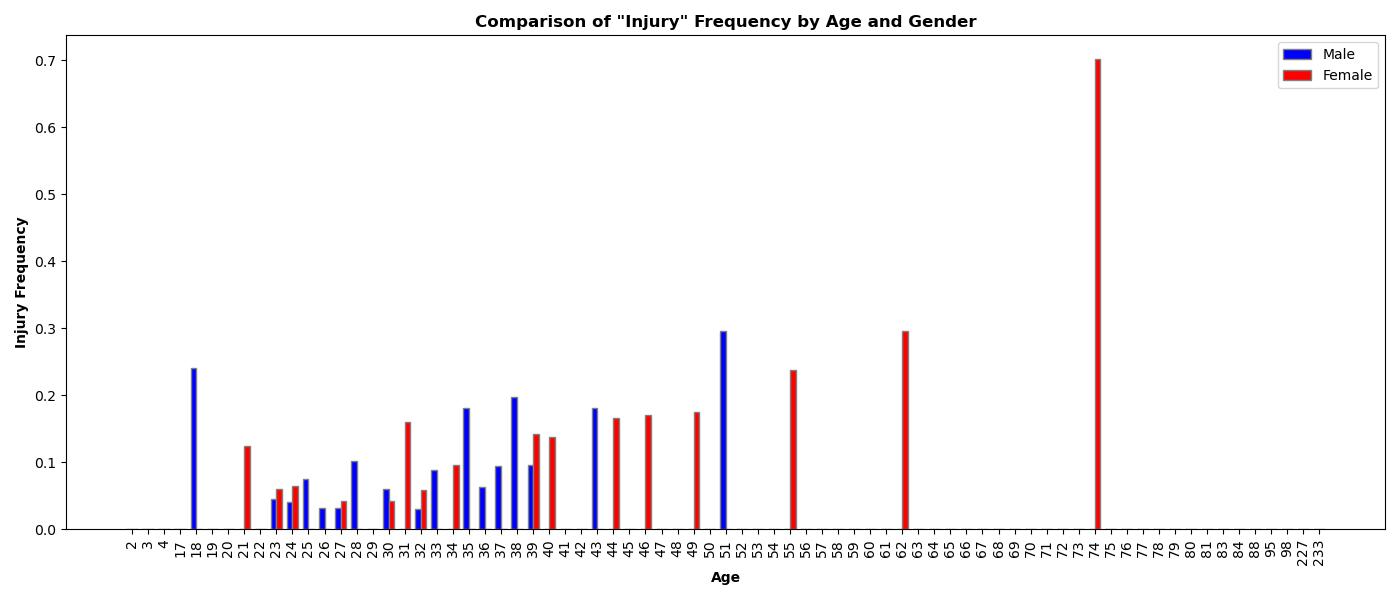 Comparison of "Injury" Frequency by Age and Gender
Male
Female
Injury Frequency
0.7
0.6
0.5
0.4
0.3
0.2
0.1
0.0
2 3 4 17 18 19 20 21 22 23 24 25 26 27 28 29 30 31 32 33 34 35 36 37 38 39 40 41 42 43 44 45 46 47 48 49 50 51 52 53 54 55 56 57 58 59 60 61 62 63 64 65 66 67 68 69 70 71 72 73 74 75 76 77 78 79 80 81 83 84 88 95 98 227 233
Age